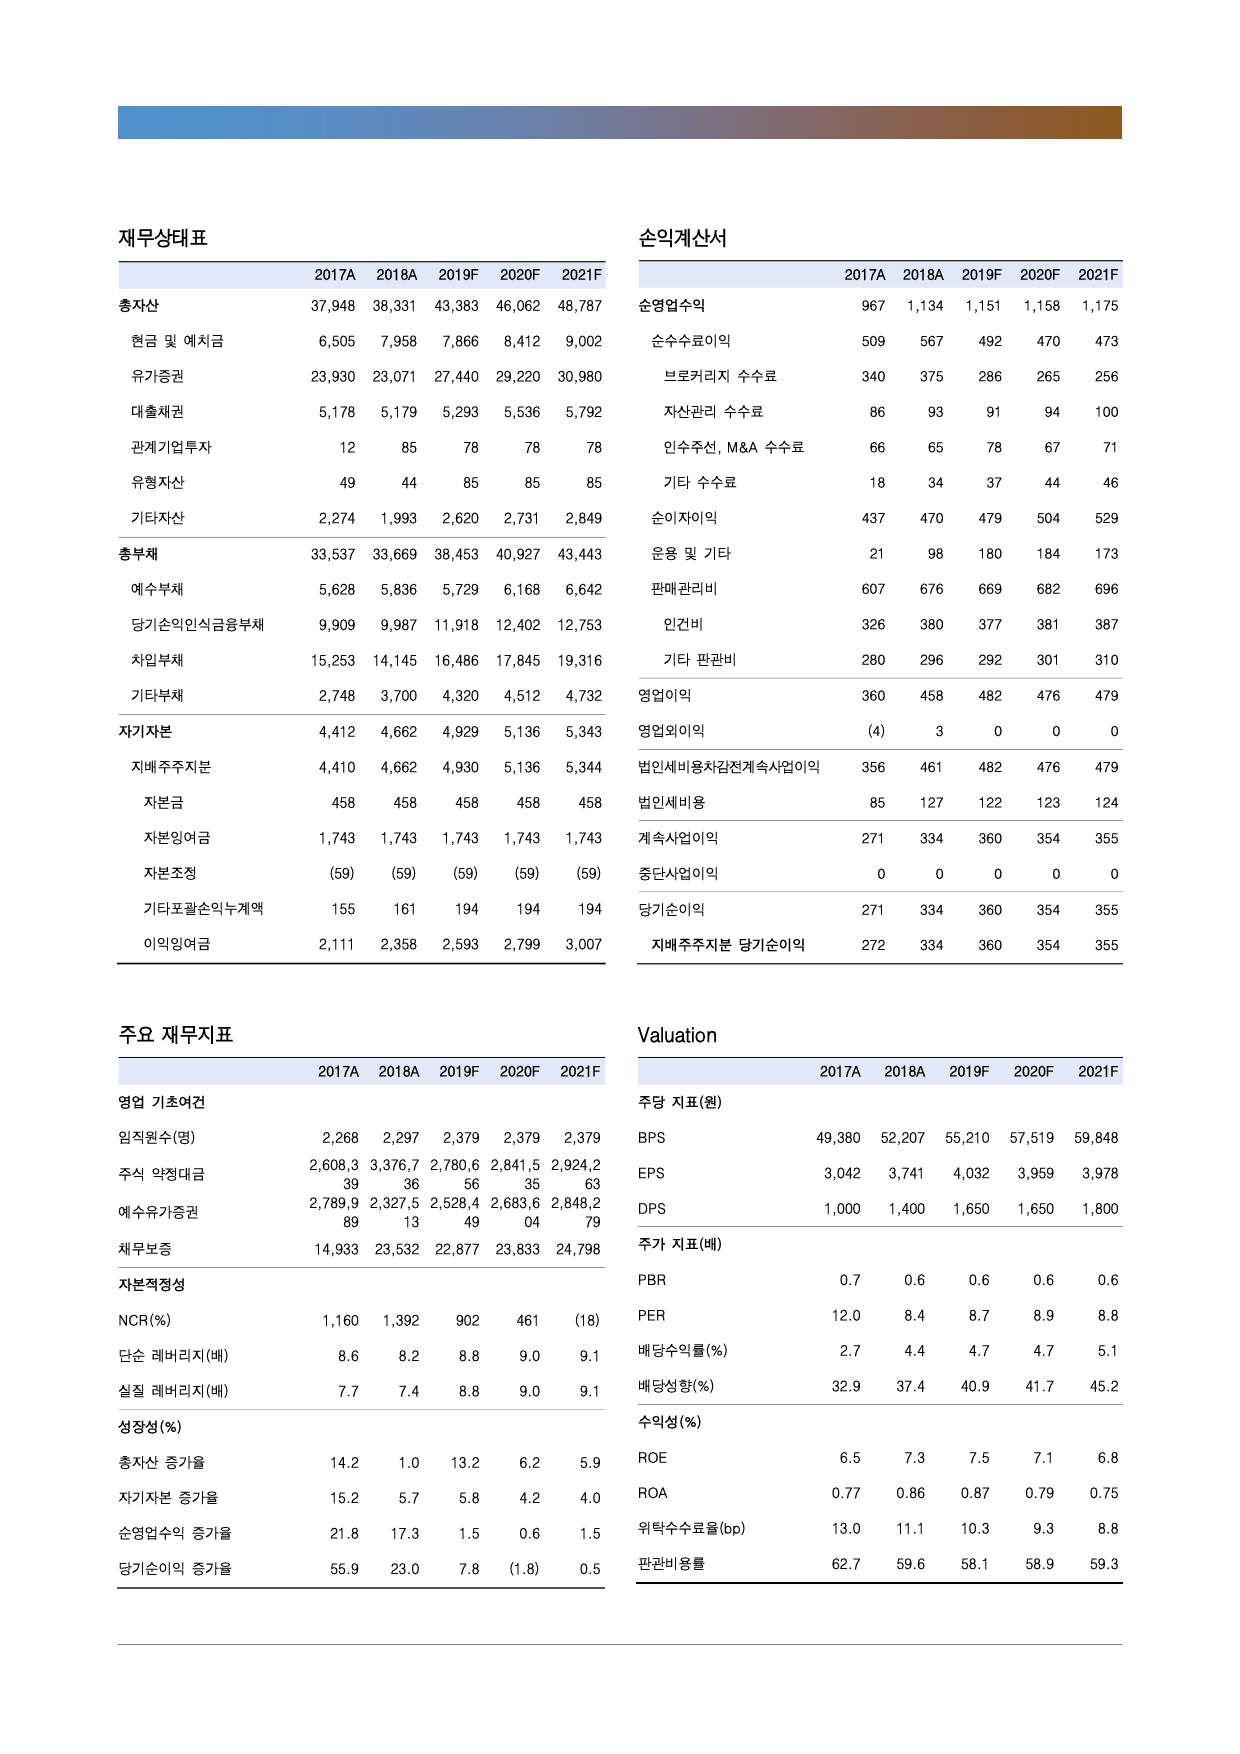 재무상태표
2017A 2018A 2019F 2020F 2021F
총자산 37,948 38,331 43,383 46,062 48,787
현금 및 예치금 6,505 7,958 7,866 8,412 9,002
유가증권 23,930 23,071 27,440 29,220 30,980
대출채권 5,178 5,179 5,293 5,536 5,792
관계기업투자 12 85 78 78 78
유형자산 49 44 85 85 85
기타자산 2,274 1,993 2,620 2,731 2,849
총부채 33,537 33,669 38,453 40,927 43,443
예수부채 5,628 5,836 5,729 6,168 6,642
당기손익인식금융부채 9,909 9,987 11,918 12,402 12,753
차입부채 15,253 14,145 16,486 17,845 19,316
기타부채 2,748 3,700 4,320 4,512 4,732
자기자본 4,412 4,662 4,929 5,136 5,343
지배주주지분 4,410 4,662 4,930 5,136 5,344
자본금 458 458 458 458 458
자본잉여금 1,743 1,743 1,743 1,743 1,743
자본조정 (59) (59) (59) (59) (59)
기타포괄손익누계액 155 161 194 194 194
이익잉여금 2,111 2,358 2,593 2,799 3,007
손익계산서
2017A 2018A 2019F 2020F 2021F
순영업수익 967 1,134 1,151 1,158 1,175
순수수료이익 509 567 492 470 473
브로커리지 수수료 340 375 286 265 256
자산관리 수수료 86 93 91 94 100
인수주선, M&A 수수료 66 65 78 67 71
기타 수수료 18 34 37 44 46
순이자이익 437 470 479 504 529
운용 및 기타 21 98 180 184 173
판매관리비 607 676 669 682 696
인건비 326 380 377 381 387
기타 판관비 280 296 292 301 310
영업이익 360 458 482 476 479
영업외이익 (4) 3 0 0 0
법인세비용차감전계속사업이익 356 461 482 476 479
법인세비용 85 127 122 123 124
계속사업이익 271 334 360 354 355
중단사업이익 0 0 0 0 0
당기순이익 271 334 360 354 355
지배주주지분 당기순이익 272 334 360 354 355
주요 재무지표
2017A 2018A 2019F 2020F 2021F
영업 기초여건
임직원수(명) 2,268 2,297 2,379 2,379 2,379
주식 약정대금 2,608,3 3,376,7 2,780,6 2,841,5 2,924,2
39 36 56 35 63
예수유가증권 2,789,9 2,327,5 2,528,4 2,683,6 2,848,2
89 13 49 04 79
채무보증 14,933 23,532 22,877 23,833 24,798
자본적정성
NCR(%) 1,160 1,392 902 461 (18)
단순 레버리지(배) 8.6 8.2 8.8 9.0 9.1
실질 레버리지(배) 7.7 7.4 8.8 9.0 9.1
성장성(%)
총자산 증가율 14.2 1.0 13.2 6.2 5.9
자기자본 증가율 15.2 5.7 5.8 4.2 4.0
순영업수익 증가율 21.8 17.3 1.5 0.6 1.5
당기순이익 증가율 55.9 23.0 7.8 (1.8) 0.5
Valuation
2017A 2018A 2019F 2020F 2021F
주당 지표(원)
BPS 49,380 52,207 55,210 57,519 59,848
EPS 3,042 3,741 4,032 3,959 3,978
DPS 1,000 1,400 1,650 1,650 1,800
주가 지표(배)
PBR 0.7 0.6 0.6 0.6 0.6
PER 12.0 8.4 8.7 8.9 8.8
배당수익률(%) 2.7 4.4 4.7 4.7 5.1
배당성향(%) 32.9 37.4 40.9 41.7 45.2
수익성(%)
ROE 6.5 7.3 7.5 7.1 6.8
ROA 0.77 0.86 0.87 0.79 0.75
위탁수수료율(bp) 13.0 11.1 10.3 9.3 8.8
판관비용률 62.7 59.6 58.1 58.9 59.3